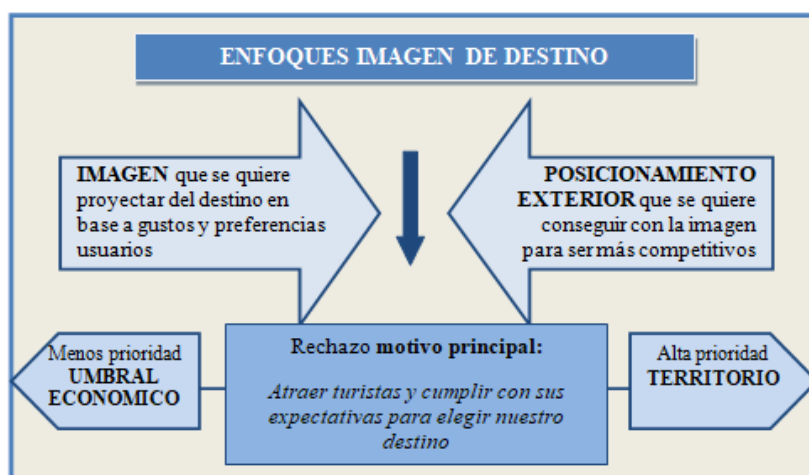 ENFOQUES IMAGEN DE DESTINO
IMAGEN que se quiere
proyectar del destino en
base a gustos y preferencias
usuarios
POSICIONAMIENTO
EXTERIOR que se quiere
conseguir con la imagen
para ser más competitivos
Menos prioridad
UMBRAL
ECONOMICO
Rechazo motivo principal:
Atraer turistas y cumplir con sus
expectativas para elegir nuestro
destino
Alta prioridad
TERRITORIO